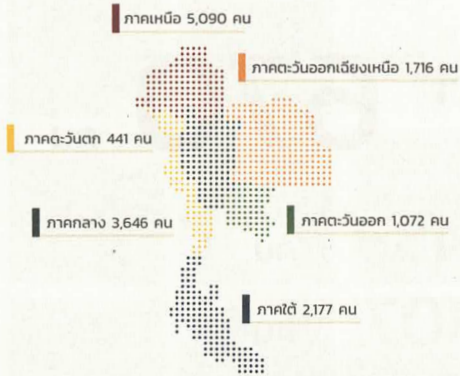 ภาคเหนือ 5,090 คน
ภาคตะวันออกเฉียงเหนือ 1,716 คน
ภาคตะวันตก 441 คน
ภาคกลาง 3,646 คน
ภาคตะวันออก 1,072 คน
ภาคใต้ 2,177 คน